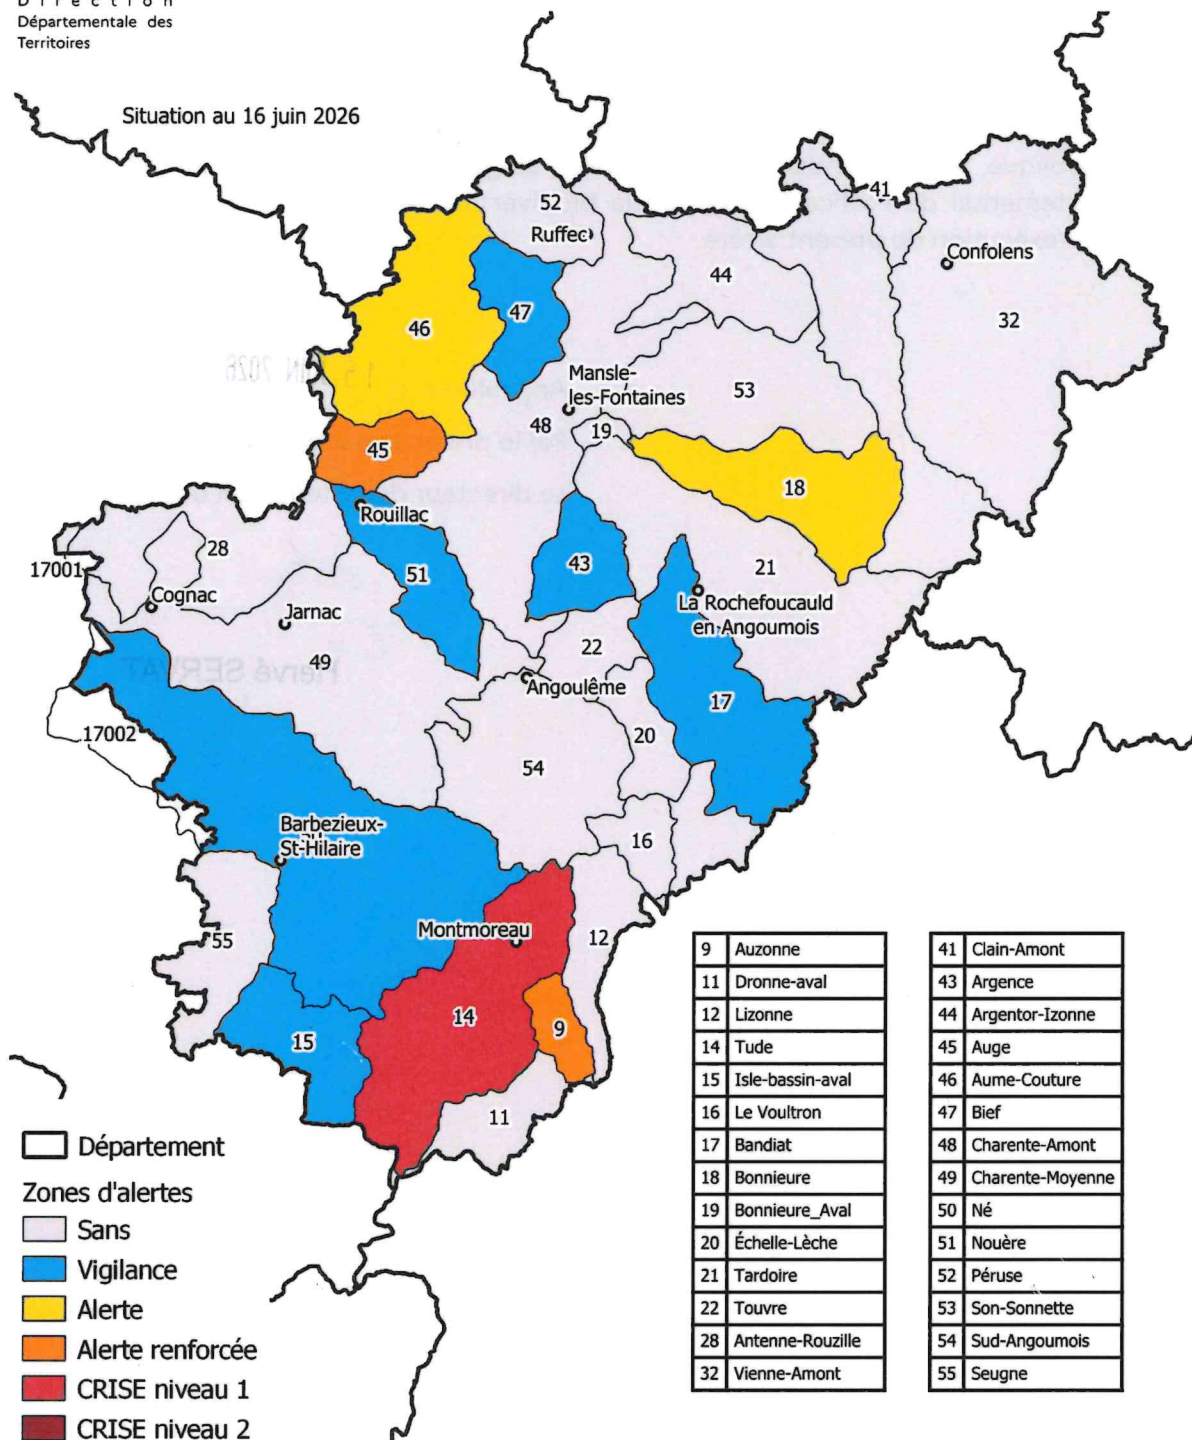 Direction
Départementale des
Territoires
Situation au 16 juin 2026
41
52
Ruffec
Confolens
44
47
46
32
Mansle-
les-Fontaines
53
48
19
45
18
Rouillac
28
43
21
17001
51
Cognac
La Rochefoucauld
en Angoumois
Jarnac
22
49
Angoulême
17
17002
20
54
Barbezieux-
St-Hilaire
16
Montmoreau
55
12
14
9
15
11
9 Auzonne
11 Dronne-aval
12 Lizonne
14 Tude
15 Isle-bassin-aval
16 Le Voultron
17 Bandiat
18 Bonnieure
19 Bonnieure_Aval
20 Échelle-Lèche
21 Tardoire
22 Touvre
28 Antenne-Rouzille
32 Vienne-Amont
41 Clain-Amont
43 Argence
44 Argentor-Izonne
45 Auge
46 Aume-Couture
47 Bief
48 Charente-Amont
49 Charente-Moyenne
50 Né
51 Nouère
52 Péruse
53 Son-Sonnette
54 Sud-Angoumois
55 Seugne
Département
Zones d'alertes
Sans
Vigilance
Alerte
Alerte renforcée
CRISE niveau 1
CRISE niveau 2